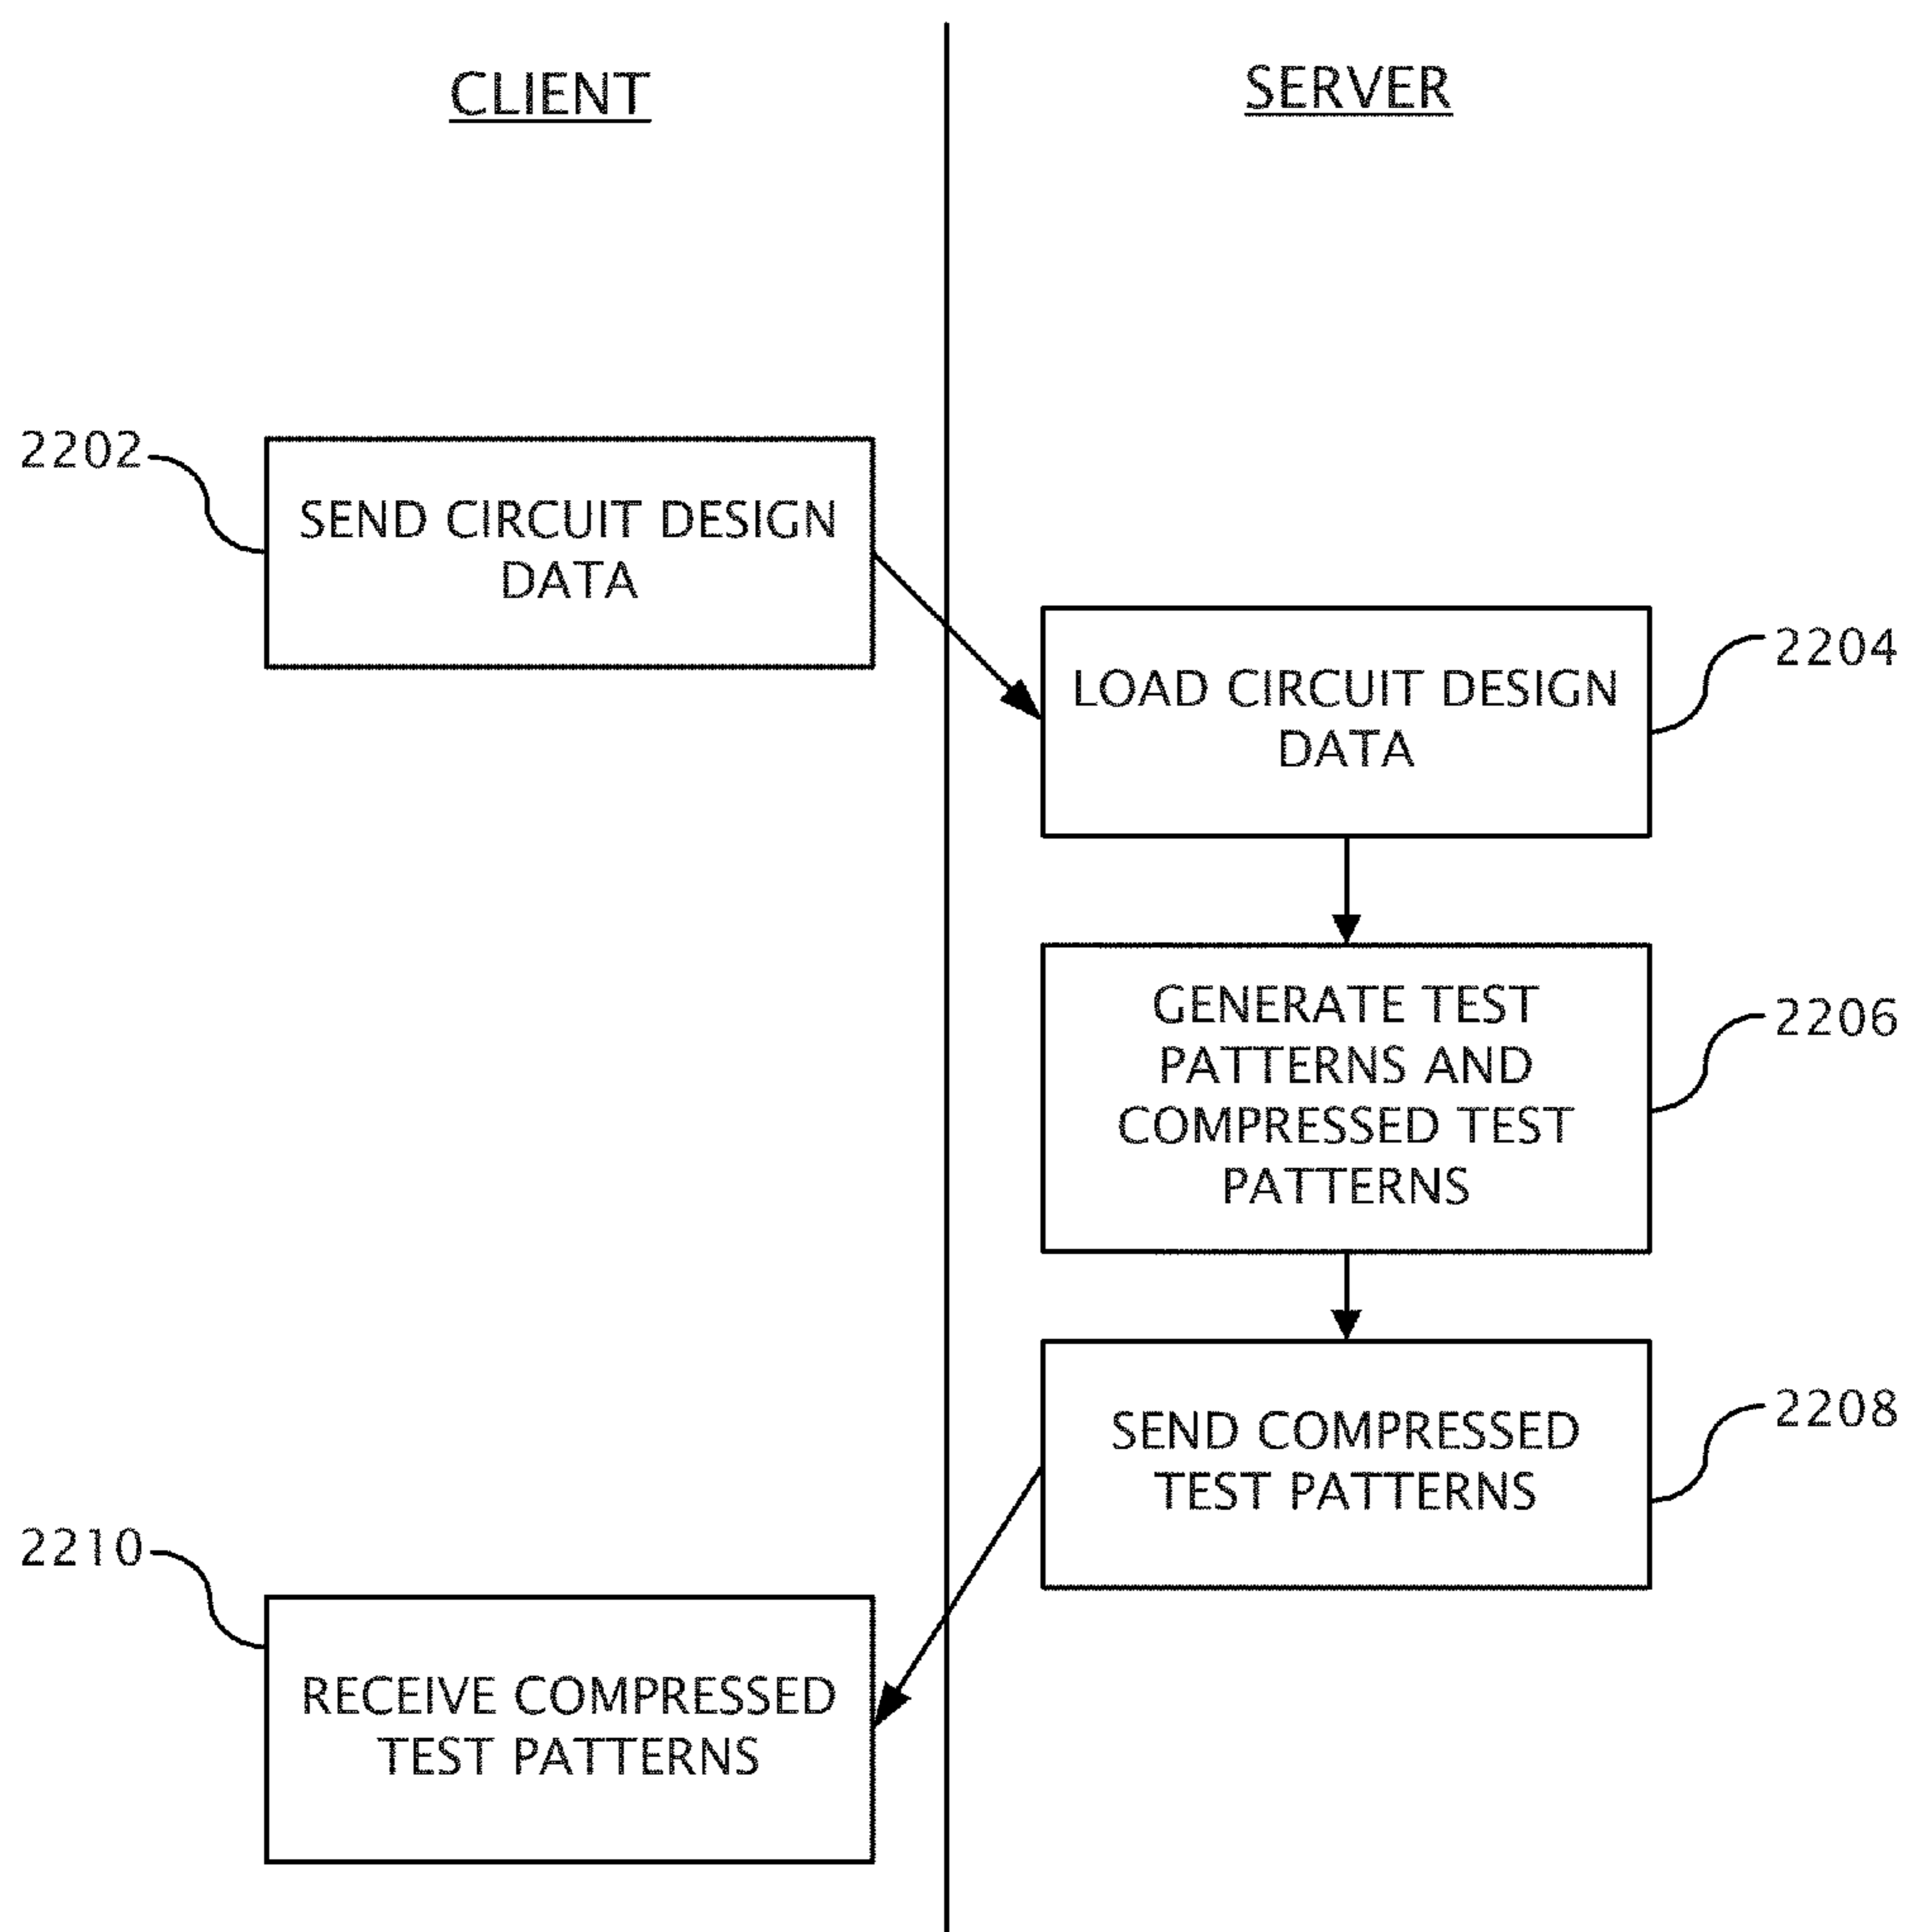 CLIENT
SERVER
2202
SEND CIRCUIT DESIGN
DATA
2204
LOAD CIRCUIT DESIGN
DATA
2206
GENERATE TEST
PATTERNS AND
COMPRESSED TEST
PATTERNS
2208
SEND COMPRESSED
TEST PATTERNS
2210
RECEIVE COMPRESSED
TEST PATTERNS